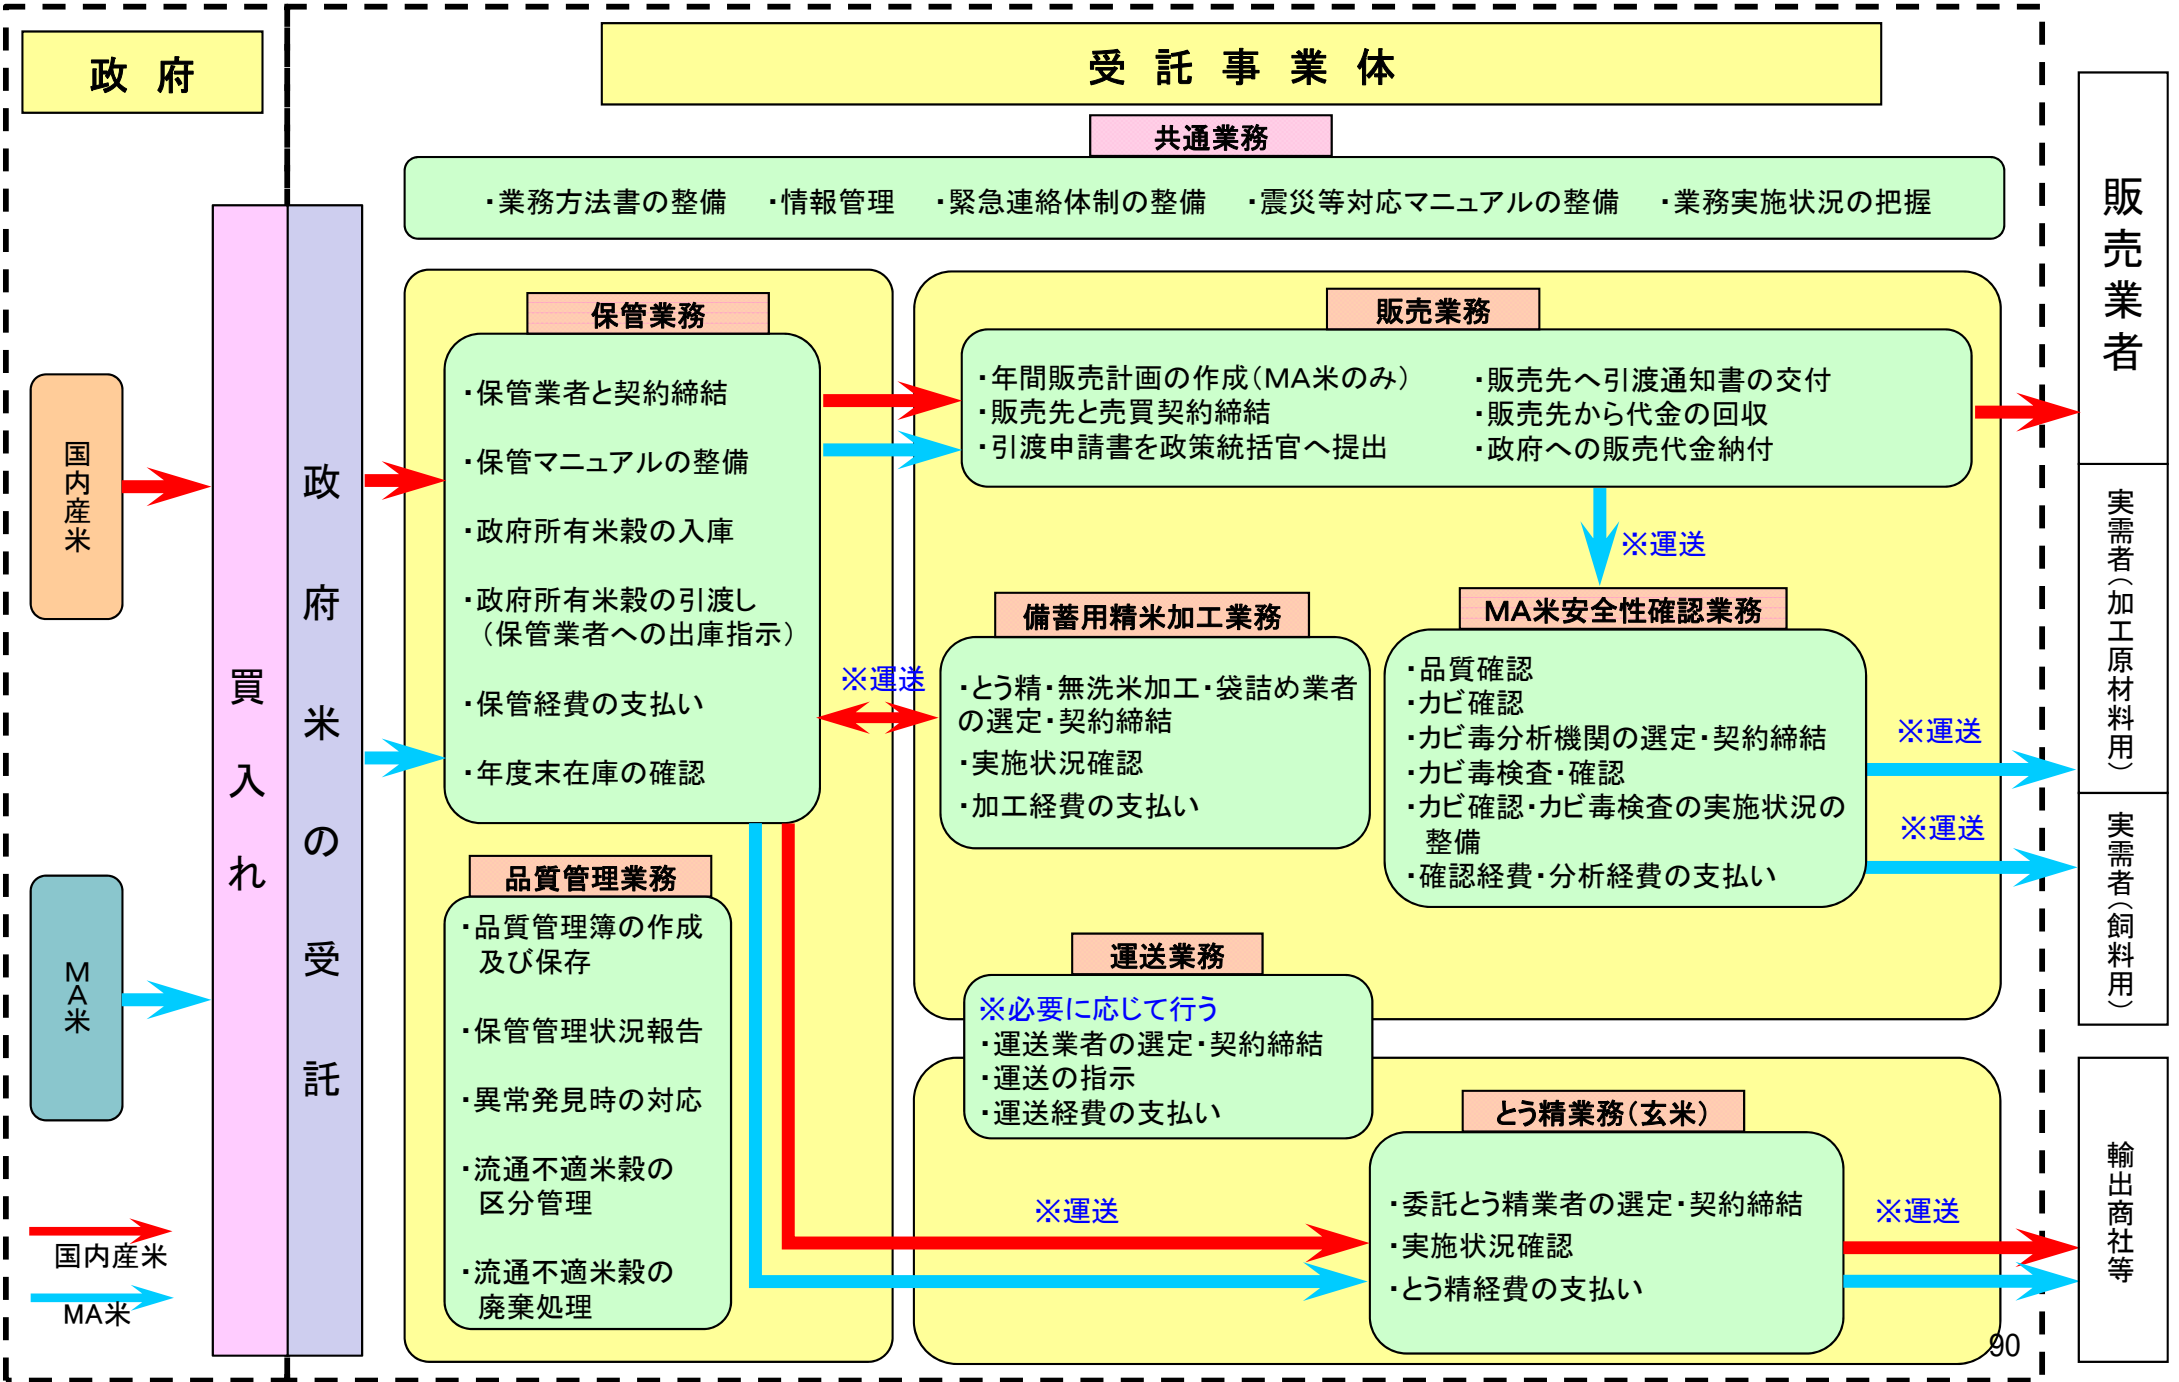 政府
受託事業体
共通業務
・業務方法書の整備　・情報管理　・緊急連絡体制の整備　・震災等対応マニュアルの整備　・業務実施状況の把握
国内産米
MA米
買入れ
政府米の受託
保管業務
・保管業者と契約締結
・保管マニュアルの整備
・政府所有米穀の入庫
・政府所有米穀の引渡し
（保管業者への出庫指示）
・保管経費の支払い
・年度末在庫の確認
品質管理業務
・品質管理簿の作成
及び保存
・保管管理状況報告
・異常発見時の対応
・流通不適米穀の
区分管理
・流通不適米穀の
廃棄処理
販売業務
・年間販売計画の作成（MA米のみ）
・販売先と売買契約締結
・引渡申請書を政策統括官へ提出
・販売先へ引渡通知書の交付
・販売先から代金の回収
・政府への販売代金納付
※運送
備蓄用精米加工業務
※運送
・とう精・無洗米加工・袋詰め業者
の選定・契約締結
・実施状況確認
・加工経費の支払い
MA米安全性確認業務
・品質確認
・カビ確認
・カビ毒分析機関の選定・契約締結
・カビ毒検査・確認
・カビ確認・カビ毒検査の実施状況の
整備
・確認経費・分析経費の支払い
※運送
※運送
運送業務
※必要に応じて行う
・運送業者の選定・契約締結
・運送の指示
・運送経費の支払い
※運送
とう精業務（玄米）
・委託とう精業者の選定・契約締結
・実施状況確認
・とう精経費の支払い
※運送
販売業者
実需者（加工原材料用）
実需者（飼料用）
輸出商社等
国内産米
MA米
90